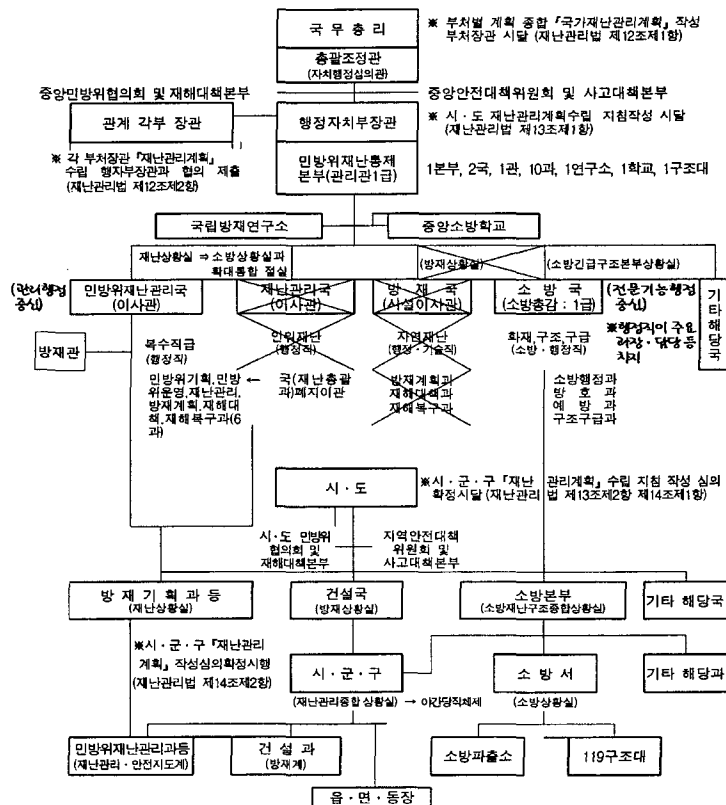 국 무 총 리
총괄조정관
(자치행정심의관)
※ 부처별 계획 종합 『국가재난관리계획』 작성
부처장관 시달 (재난관리법 제12조제1항)
중앙민방위협의회 및 재해대책본부
중앙안전대책위원회 및 사고대책본부
관계 각부 장관
행정자치부장관
※ 시·도 재난관리계획수립 지침작성 시달
(재난관리법 제13조제1항)
※ 각 부처장관 『재난관리계획』
수립 행자부장관과 협의 제출
(재난관리법 제12조제2항)
민방위재난통제
본부(관리관1급)
1본부, 2국, 1관, 10과, 1연구소, 1학교, 1구조대
국립방재연구소
중앙소방학교
재난상황실 ⇒ 소방상황실과
확대통합 절실
(방재상황실)
(소방긴급구조본부상황실)
(관리행정
중심)
민방위재난관리국
(이사관)
재난관리국
(이사관)
방 재 국
(시설이사관)
소 방 국
(소방총감 : 1급)
(전문기능행정
중심)
기타해당국
방재관
복수직급
(행정직)
인위재난
(행정직)
자연재난
(행정·기술직)
화재,구조,구급
(소방·행정직)
※행정직이 주요
과장·담당 등
차지
민방위기획,민방
위운영,재난관리,
방재계획,재해대
책,재해복구과(6
과)
← 국(재난총괄
과)폐지이관
방재계획과
재해대책과
재해복구과
소방행정과
방 호 과
예 방 과
구조구급과
시·도
※시·군·구 『재난 관리계획』 수립 지침 작성 심의
확정시달 (재난관리 법 제13조제2항 제14조제1항)
시·도 민방위
협의회 및
재해대책본부
지역안전대책
위원회 및
사고대책본부
방 재 기 획 과 등
(재난상황실)
건설국
(방재상황실)
소방본부
(소방재난구조종합상황실)
기타 해당국
※시·군·구 『재난관리
계획』 작성심의확정시행
(재난관리법 제14조제2항)
시·군·구
(재난관리종합 상황실) → 야간당직체제
소 방 서
(소방상황실)
기타 해당과
민방위재난관리과등
(재난관리·안전지도계)
건 설 과
(방재계)
소방파출소
119구조대
읍·면·동장